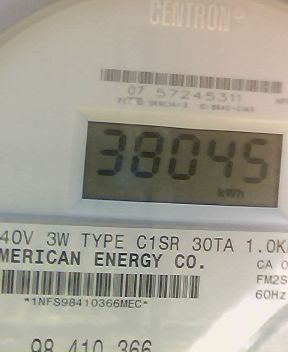 CENTRON®
07 57245311
38045
kWh
40V 3W TYPE C1SR 30TA 1.0K
MERICAN ENERGY CO.
CA 0
FM2S
60Hz
*1NFS98410366MEC*
98 410 366